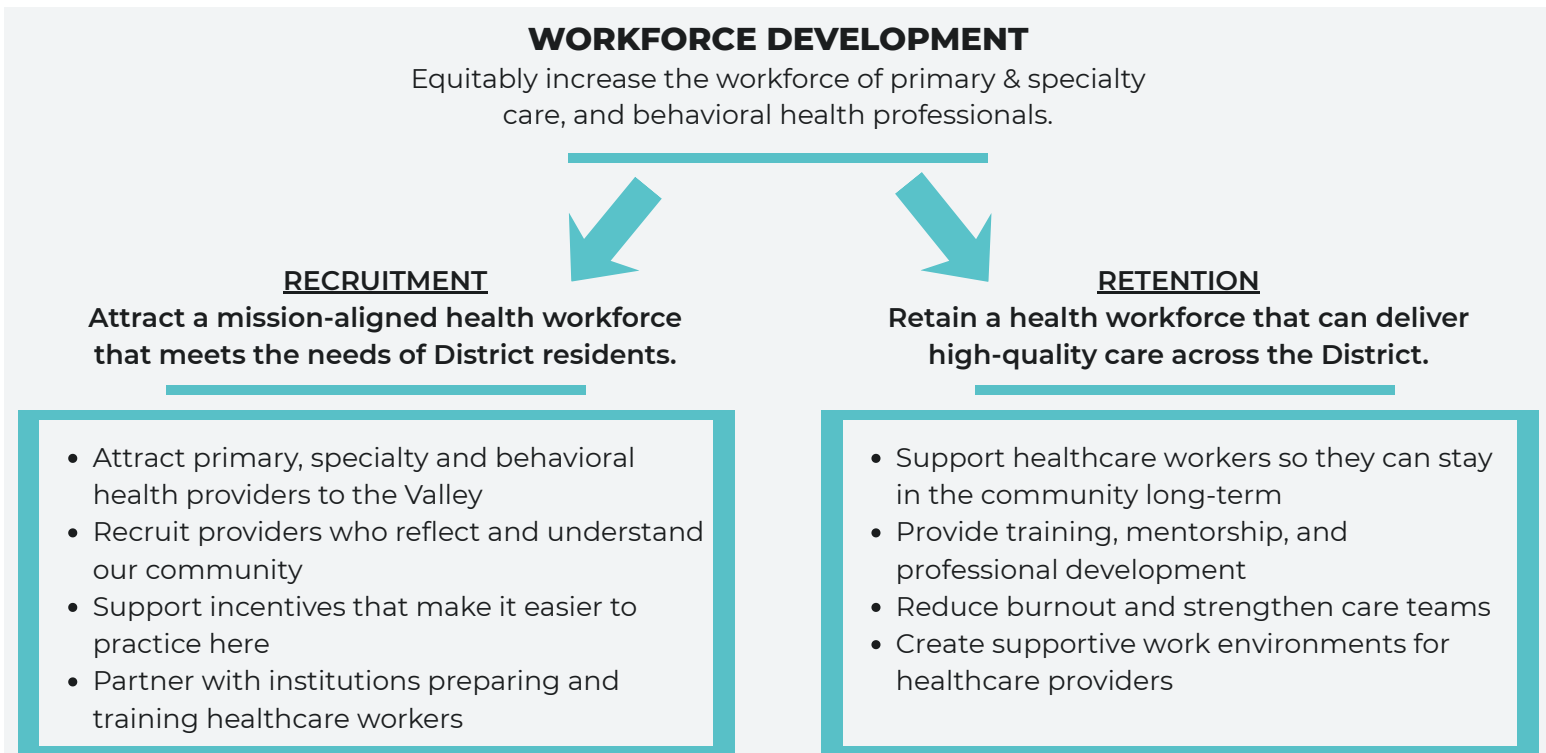 WORKFORCE DEVELOPMENT
Equitably increase the workforce of primary & specialty
care, and behavioral health professionals.
RECRUITMENT
Attract a mission-aligned health workforce
that meets the needs of District residents.
• Attract primary, specialty and behavioral
health providers to the Valley
• Recruit providers who reflect and understand
our community
• Support incentives that make it easier to
practice here
• Partner with institutions preparing and
training healthcare workers
RETENTION
Retain a health workforce that can deliver
high-quality care across the District.
• Support healthcare workers so they can stay
in the community long-term
• Provide training, mentorship, and
professional development
• Reduce burnout and strengthen care teams
• Create supportive work environments for
healthcare providers